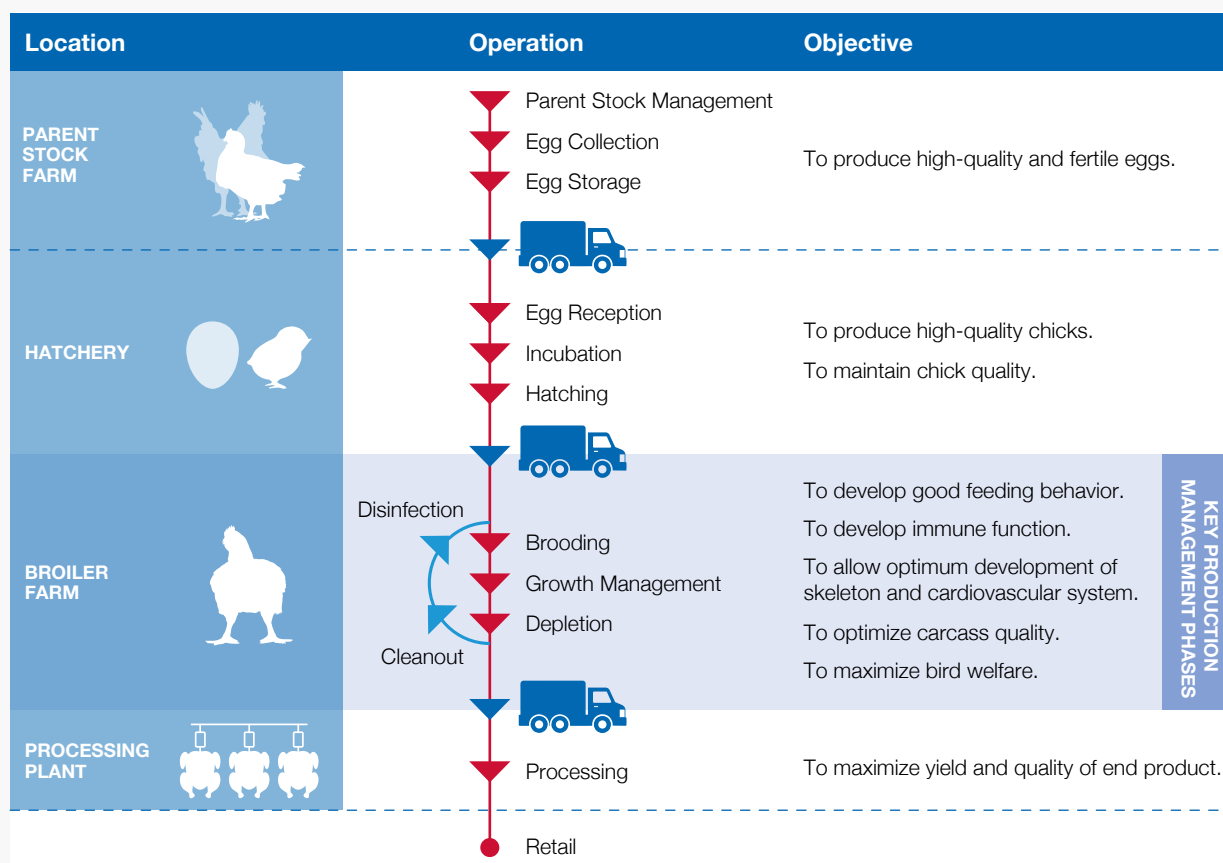 Location
Operation
Objective
PARENT
STOCK
FARM
Parent Stock Management
Egg Collection
Egg Storage
To produce high-quality and fertile eggs.
HATCHERY
Egg Reception
Incubation
Hatching
To produce high-quality chicks.
To maintain chick quality.
BROILER
FARM
Disinfection
Cleanout
Brooding
Growth Management
Depletion
To develop good feeding behavior.
To develop immune function.
To allow optimum development of
skeleton and cardiovascular system.
To optimize carcass quality.
To maximize bird welfare.
KEY PRODUCTION
MANAGEMENT PHASES
PROCESSING
PLANT
Processing
To maximize yield and quality of end product.
Retail